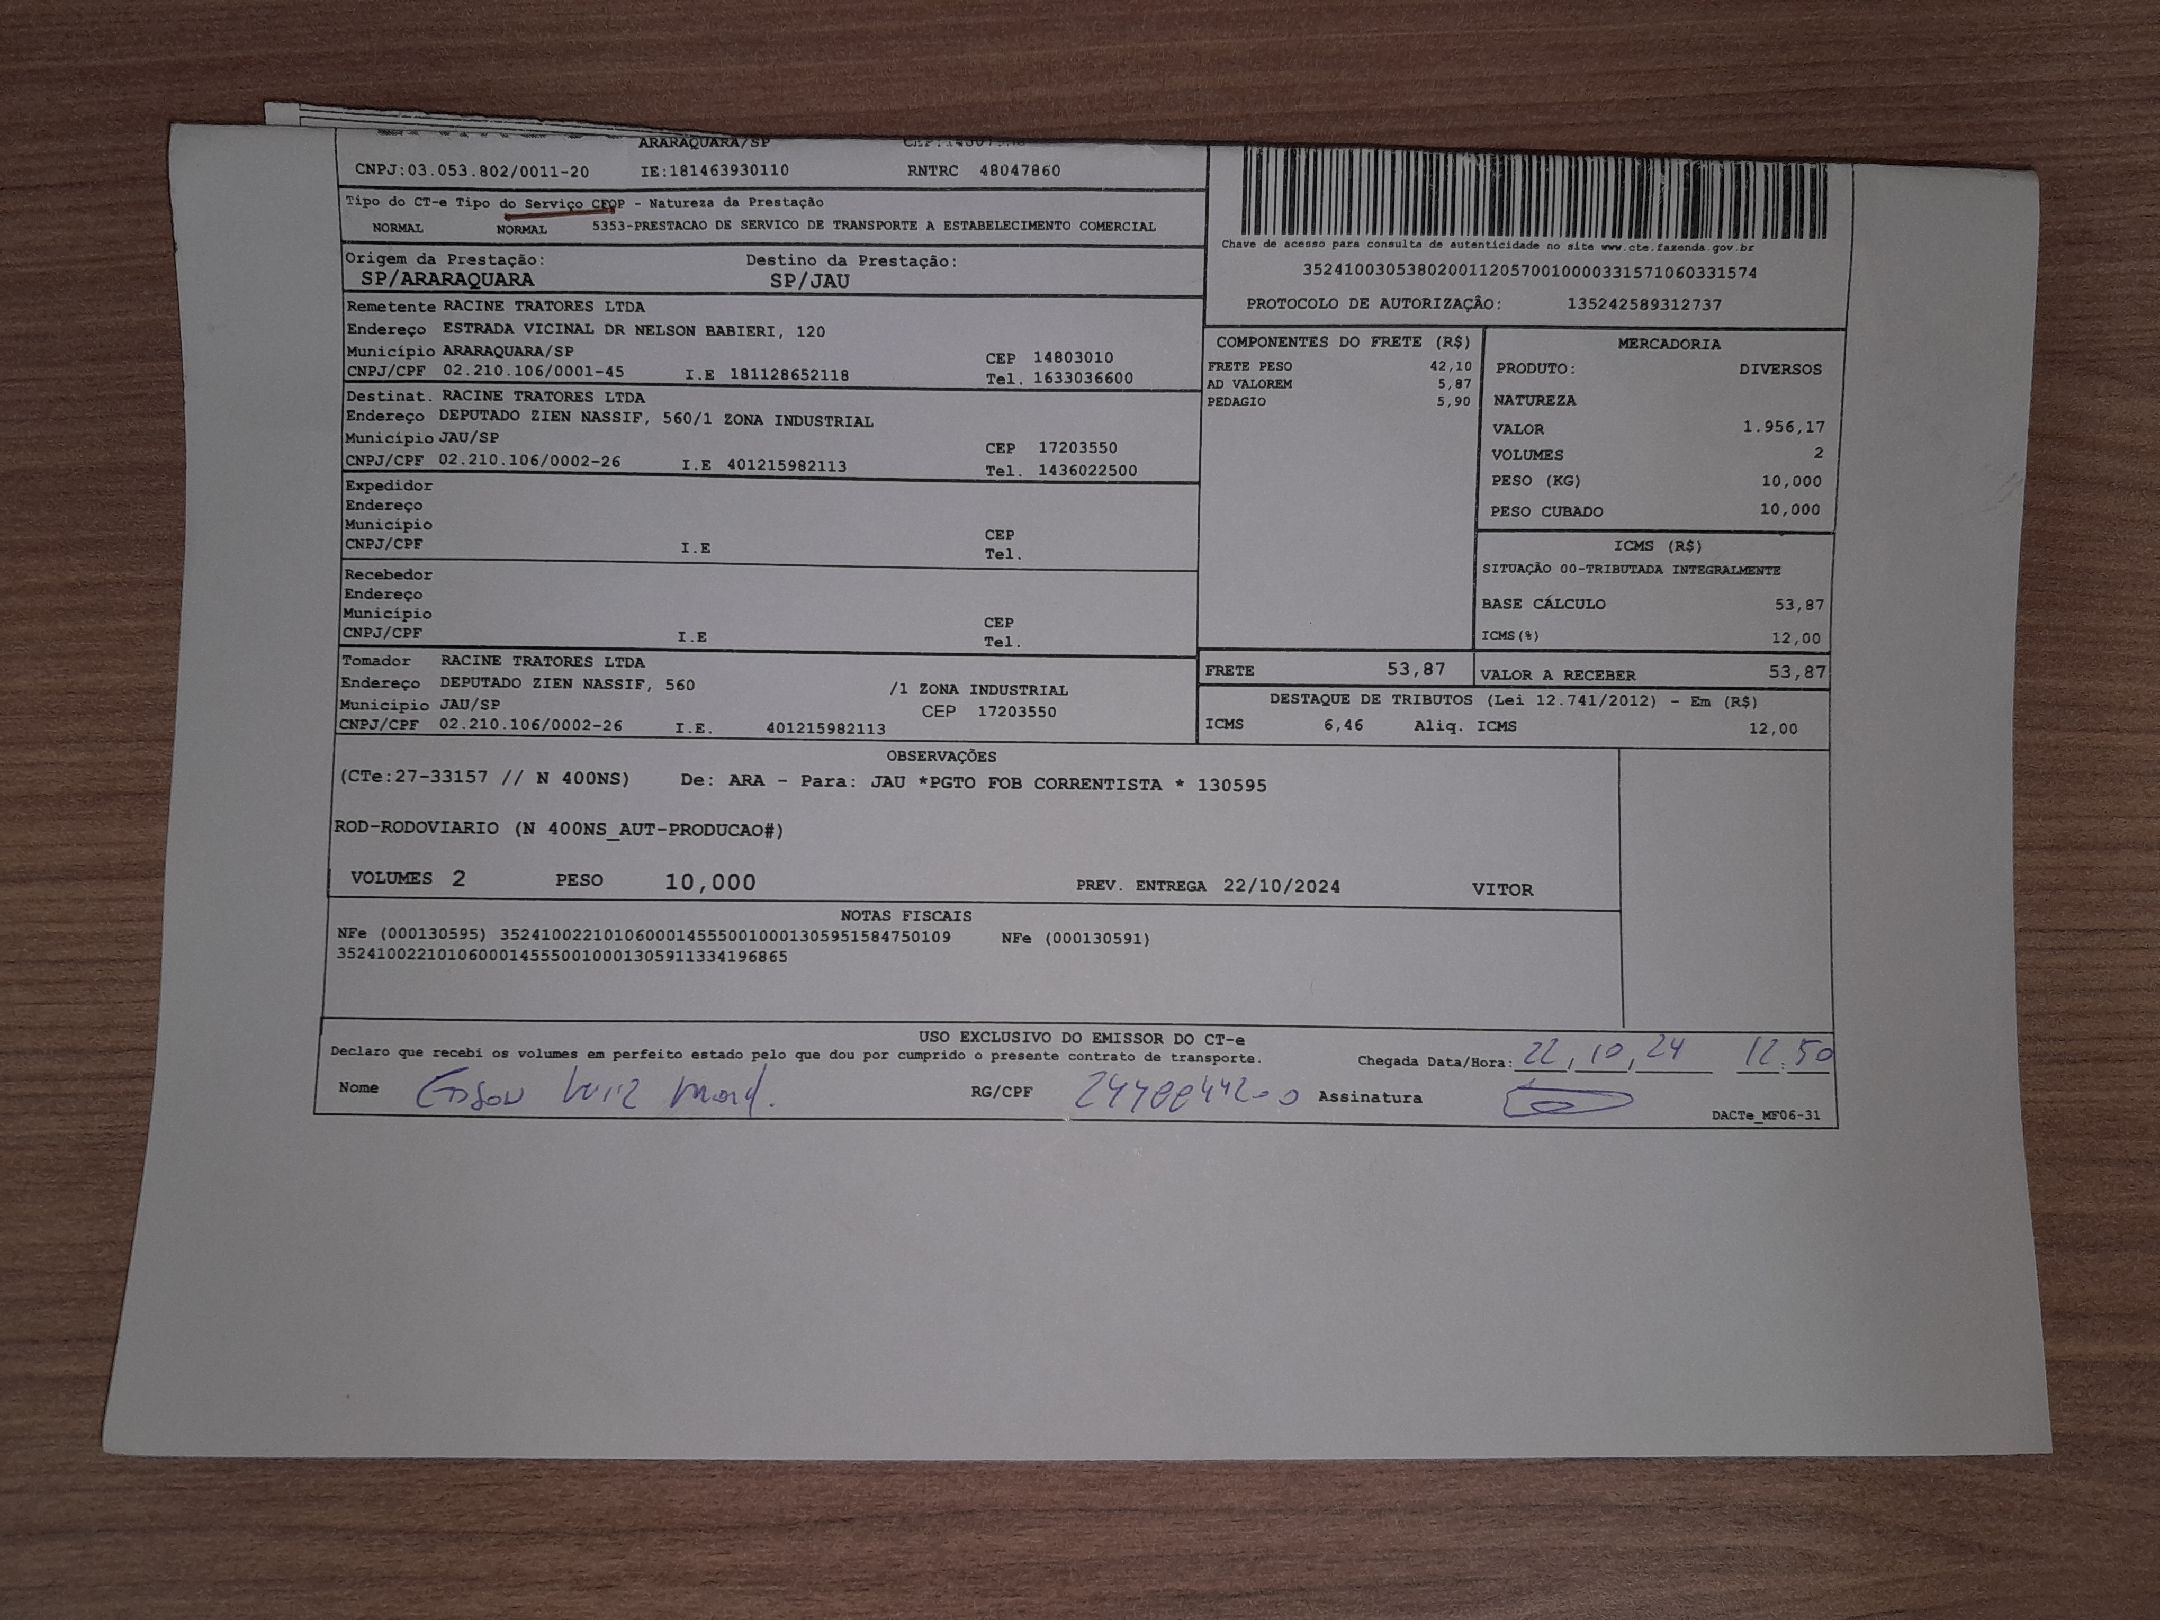 ARARAQUARA/SP
CNPJ:03.053.802/0011-20 IE:181463930110 RNTRC 48047860
Tipo do CT-e Tipo do Serviço CFOP - Natureza da Prestação
NORMAL NORMAL 5353-PRESTACAO DE SERVICO DE TRANSPORTE A ESTABELECIMENTO COMERCIAL
Chave de acesso para consulta de autenticidade no site www.cte.fazenda.gov.br
35241003053802001120570010000331571060331574
PROTOCOLO DE AUTORIZAÇÃO: 135242589312737
Origem da Prestação: Destino da Prestação:
SP/ARARAQUARA SP/JAU
Remetente RACINE TRATORES LTDA
Endereço ESTRADA VICINAL DR NELSON BABIERI, 120
Município ARARAQUARA/SP CEP 14803010
CNPJ/CPF 02.210.106/0001-45 I.E 181128652118 Tel. 1633036600
Destinat. RACINE TRATORES LTDA
Endereço DEPUTADO ZIEN NASSIF, 560/1 ZONA INDUSTRIAL
Município JAU/SP CEP 17203550
CNPJ/CPF 02.210.106/0002-26 I.E 401215982113 Tel. 1436022500
Expedidor
Endereço
Município CEP
CNPJ/CPF I.E Tel.
Recebedor
Endereço
Município CEP
CNPJ/CPF I.E Tel.
Tomador RACINE TRATORES LTDA
Endereço DEPUTADO ZIEN NASSIF, 560 /1 ZONA INDUSTRIAL
Municipio JAU/SP CEP 17203550
CNPJ/CPF 02.210.106/0002-26 I.E. 401215982113
COMPONENTES DO FRETE (R$)
FRETE PESO 42,10
AD VALOREM 5,87
PEDAGIO 5,90
MERCADORIA
PRODUTO: DIVERSOS
NATUREZA
VALOR 1.956,17
VOLUMES 2
PESO (KG) 10,000
PESO CUBADO 10,000
ICMS (R$)
SITUAÇÃO 00-TRIBUTADA INTEGRALMENTE
BASE CÁLCULO 53,87
ICMS(%) 12,00
FRETE 53,87 VALOR A RECEBER 53,87
DESTAQUE DE TRIBUTOS (Lei 12.741/2012) - Em (R$)
ICMS 6,46 Aliq. ICMS 12,00
OBSERVAÇÕES
(CTe:27-33157 // N 400NS) De: ARA - Para: JAU *PGTO FOB CORRENTISTA * 130595
ROD-RODOVIARIO (N 400NS_AUT-PRODUCAO#)
VOLUMES 2 PESO 10,000 PREV. ENTREGA 22/10/2024 VITOR
NOTAS FISCAIS
NFe (000130595) 35241002210106000145550010001305951584750109 NFe (000130591)
35241002210106000145550010001305911334196865
USO EXCLUSIVO DO EMISSOR DO CT-e
Declaro que recebi os volumes em perfeito estado pelo que dou por cumprido o presente contrato de transporte.
Chegada Data/Hora: 22,10,24 12:50
Nome Luiz RG/CPF Assinatura
DACTe_MF06-31